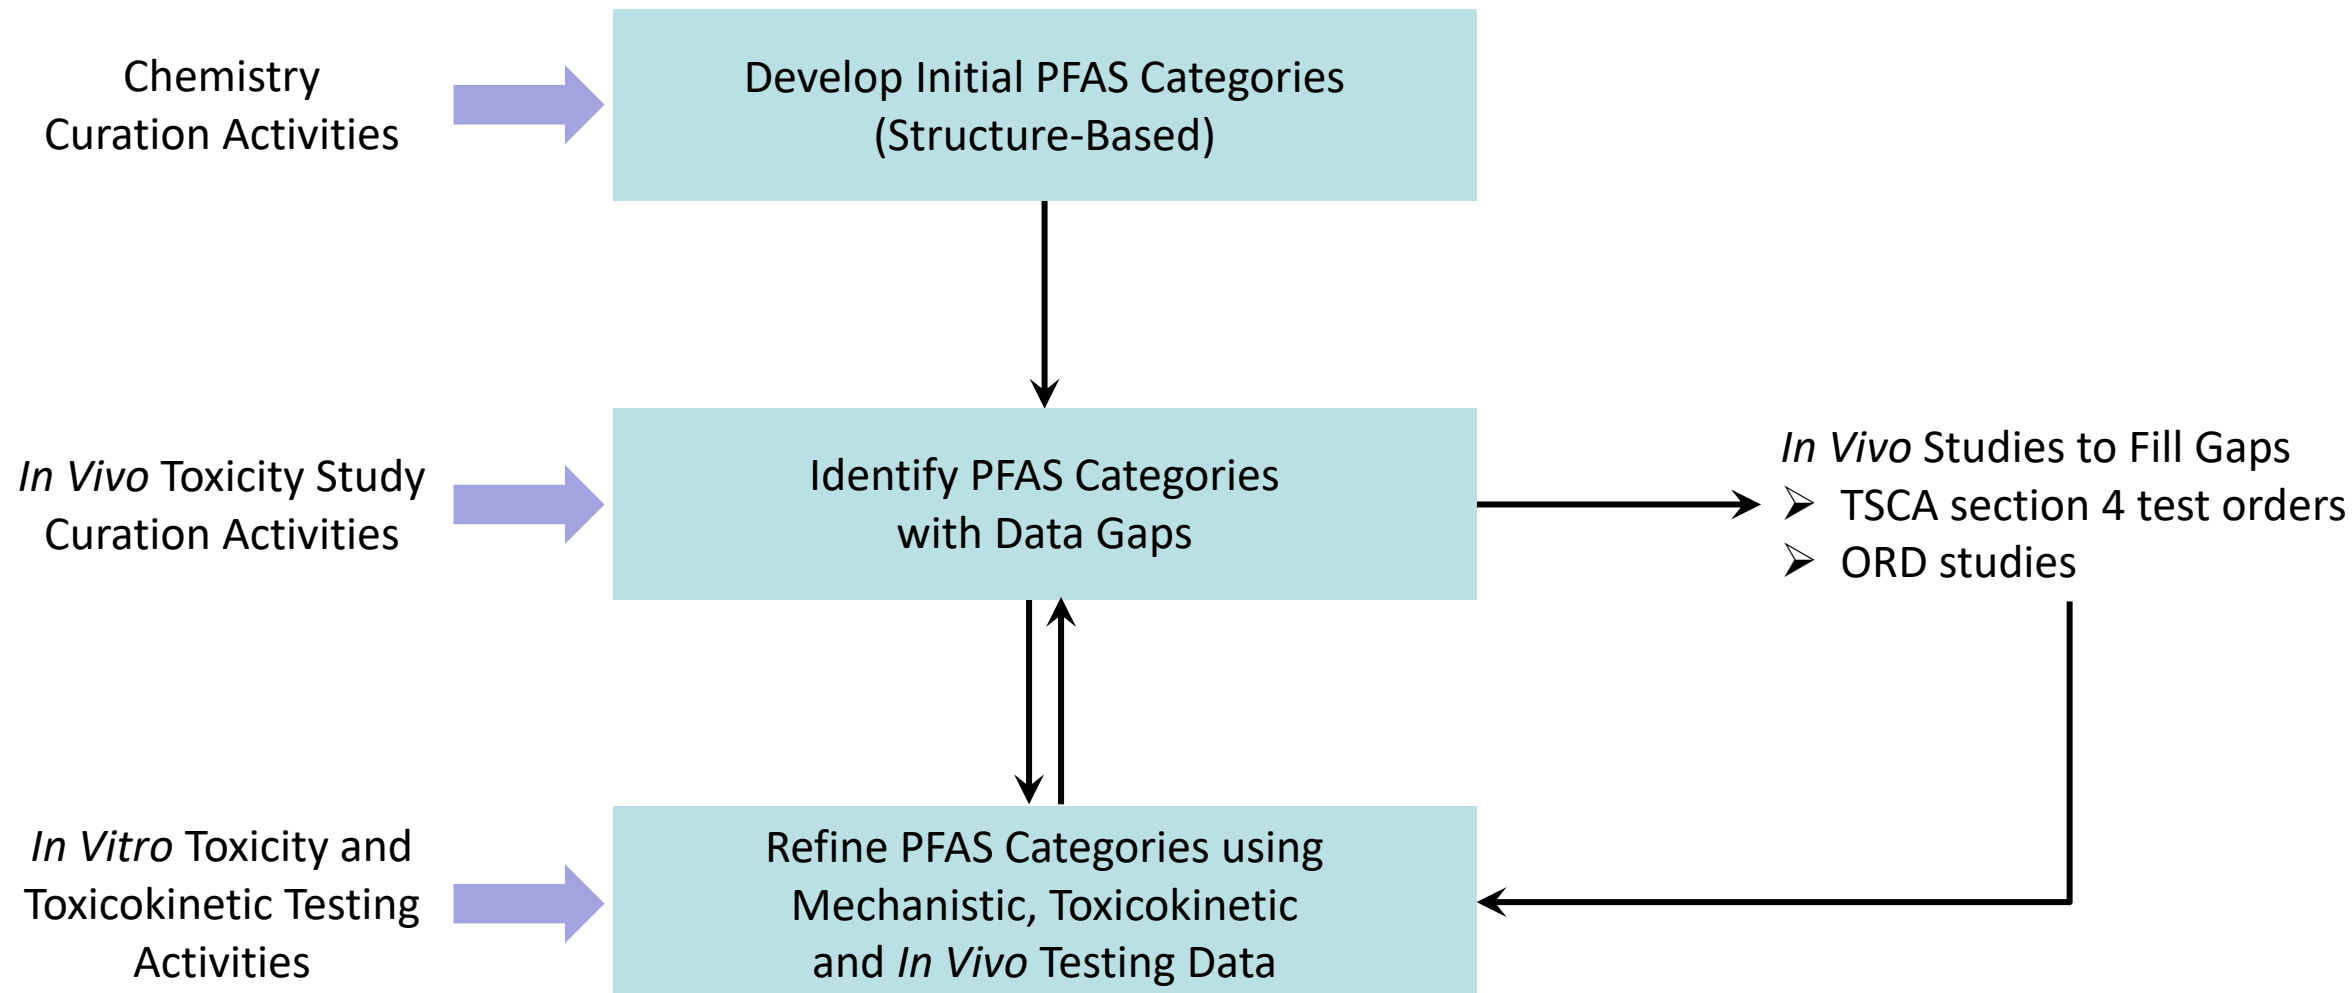 Chemistry
Curation Activities
Develop Initial PFAS Categories
(Structure-Based)
In Vivo Toxicity Study
Curation Activities
Identify PFAS Categories
with Data Gaps
In Vivo Studies to Fill Gaps
➢ TSCA section 4 test orders
➢ ORD studies
In Vitro Toxicity and
Toxicokinetic Testing
Activities
Refine PFAS Categories using
Mechanistic, Toxicokinetic
and In Vivo Testing Data